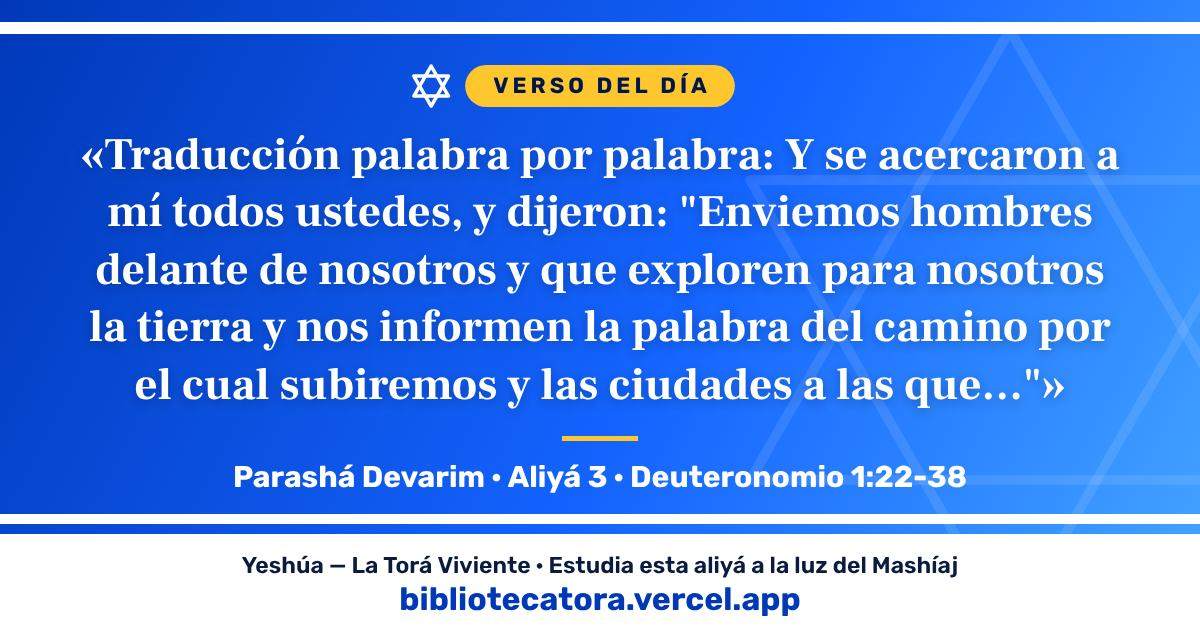 VERSO DEL DÍA
«Traducción palabra por palabra: Y se acercaron a
mí todos ustedes, y dijeron: "Enviemos hombres
delante de nosotros y que exploren para nosotros
la tierra y nos informen la palabra del camino por
el cual subiremos y las ciudades a las que..."»
Parashá Devarim • Aliyá 3 • Deuteronomio 1:22-38
Yeshúa — La Torá Viviente • Estudia esta aliyá a la luz del Mashíaj
bibliotecatora.vercel.app